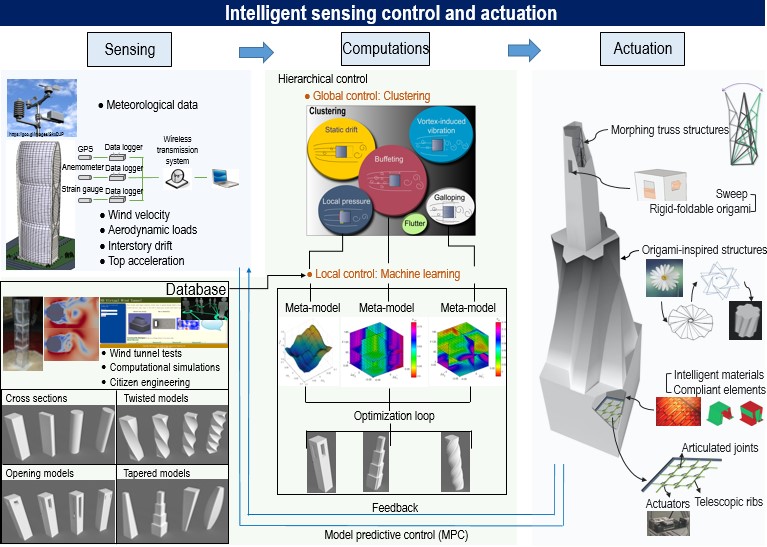 Intelligent sensing control and actuation
Sensing
Computations
Actuation
Meteorological data
GPS
Data logger
Anemometer
Data logger
Strain gauge
Data logger
Wireless
transmission
system
Wind velocity
Aerodynamic loads
Interstory drift
Top acceleration
Database
Wind tunnel tests
Computational simulations
Citizen engineering
Cross sections
Twisted models
Opening models
Tapered models
Hierarchical control
Global control: Clustering
Clustering
Static drift
Vortex-induced
vibration
Buffeting
Local pressure
Galloping
Flutter
Local control: Machine learning
Meta-model
Meta-model
Meta-model
Optimization loop
Feedback
Model predictive control (MPC)
Morphing truss structures
Sweep
Rigid-foldable origami
Origami-inspired structures
Intelligent materials
Compliant elements
Articulated joints
Actuators
Telescopic ribs